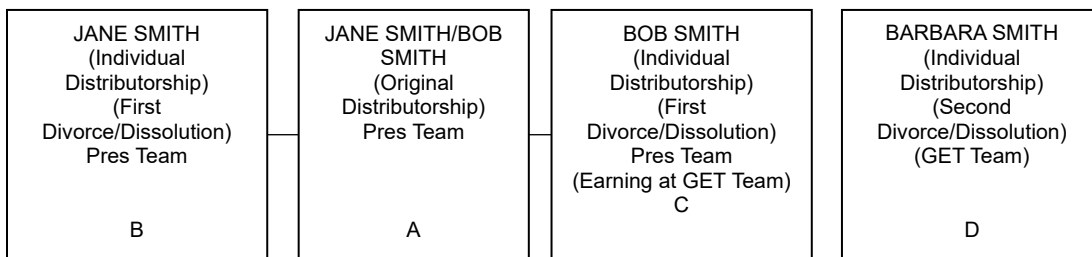 JANE SMITH
(Individual
Distributorship)
(First
Divorce/Dissolution)
Pres Team
B
JANE SMITH/BOB
SMITH
(Original
Distributorship)
Pres Team
A
BOB SMITH
(Individual
Distributorship)
(First
Divorce/Dissolution)
Pres Team
(Earning at GET Team)
C
BARBARA SMITH
(Individual
Distributorship)
(Second
Divorce/Dissolution)
(GET Team)
D